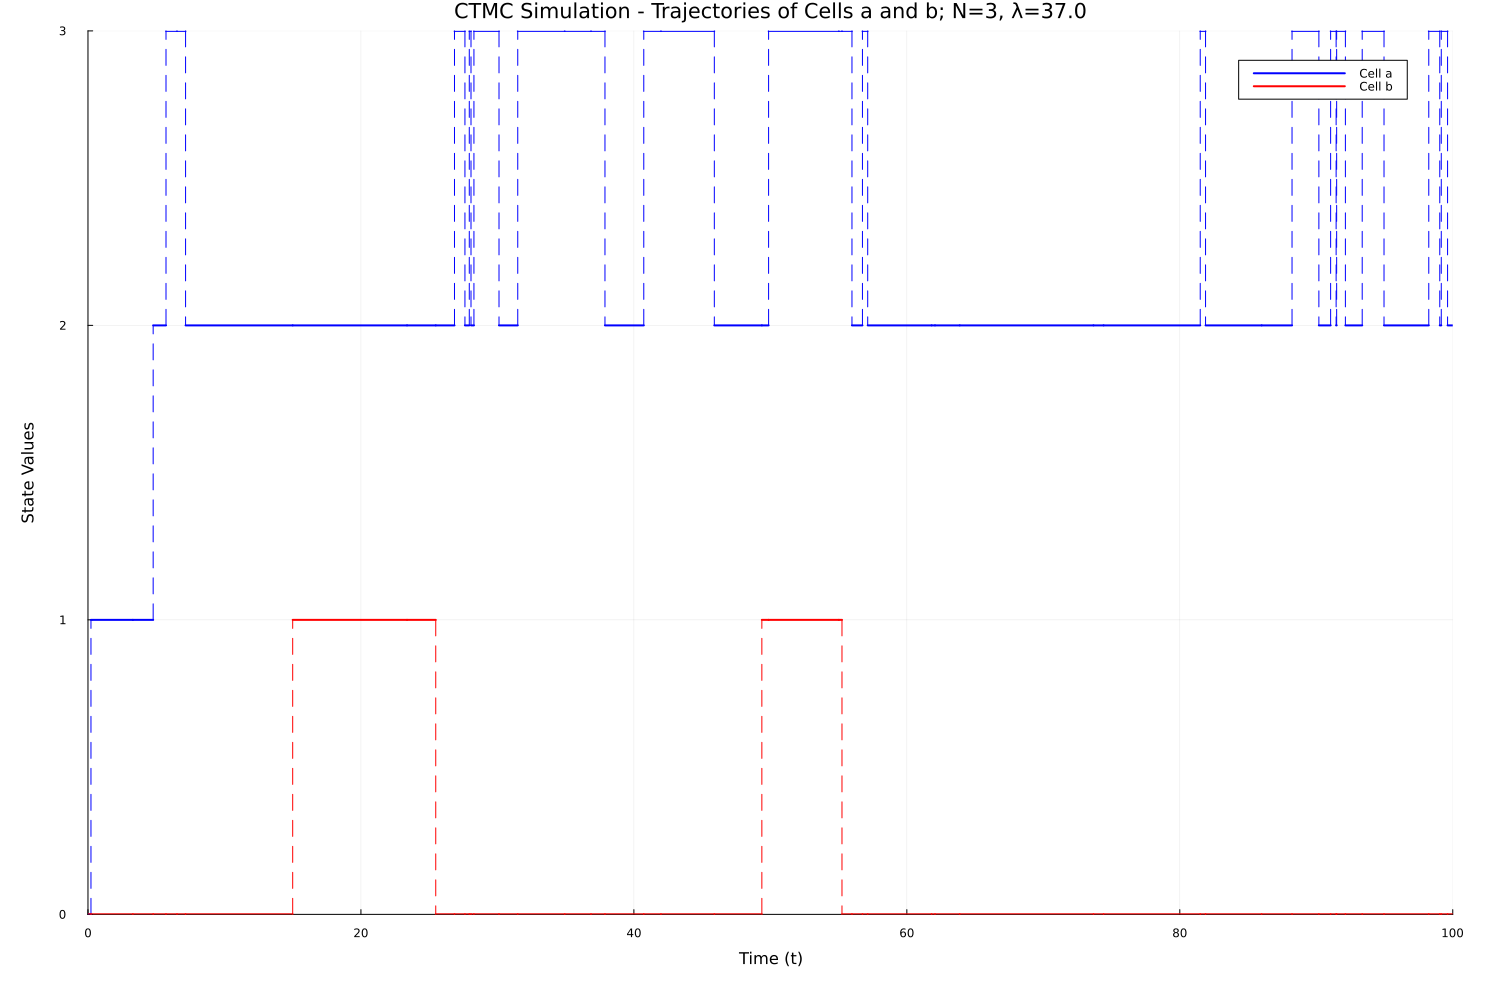 CTMC Simulation - Trajectories of Cells a and b; N=3, λ=37.0
3
Cell a
Cell b
2
State Values
1
0
0 20 40 60 80 100
Time (t)